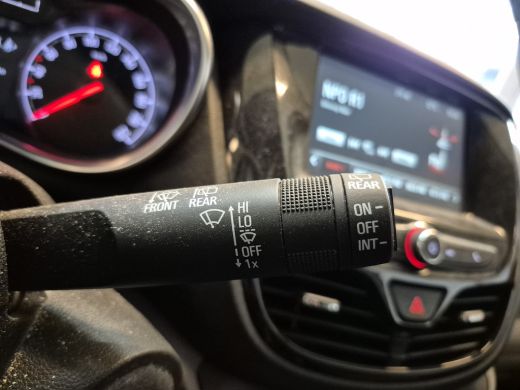 NPO R1
REAR
FRONT REAR
HI
LO
OFF
1x
ON
OFF
INT